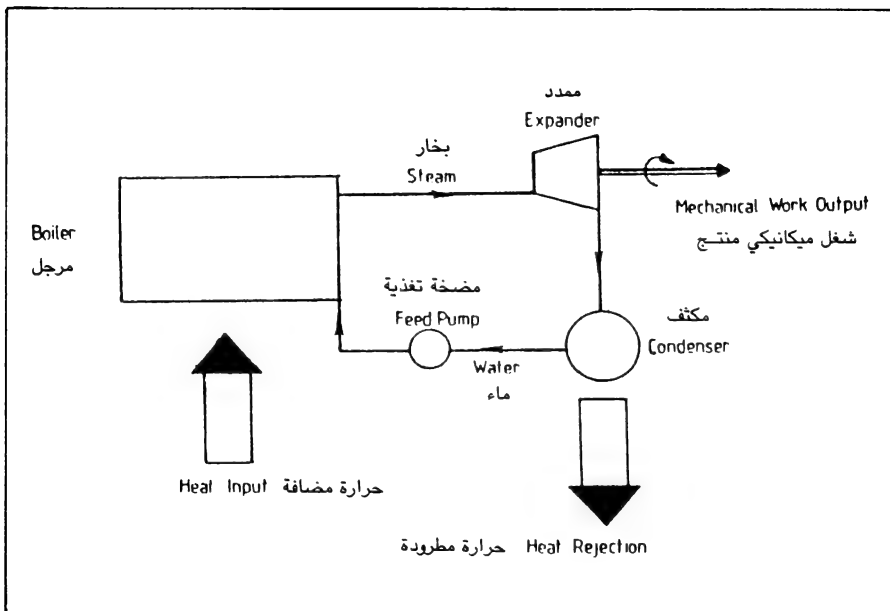 ممدد
Expander
بخار
Steam
Mechanical Work Output
شغل ميكانيكي منتـج
Boiler
مرجل
مضخة تغذية
Feed Pump
مكثف
Condenser
Water
ماء
Heat Input حرارة مضافة
حرارة مطرودة Heat Rejection